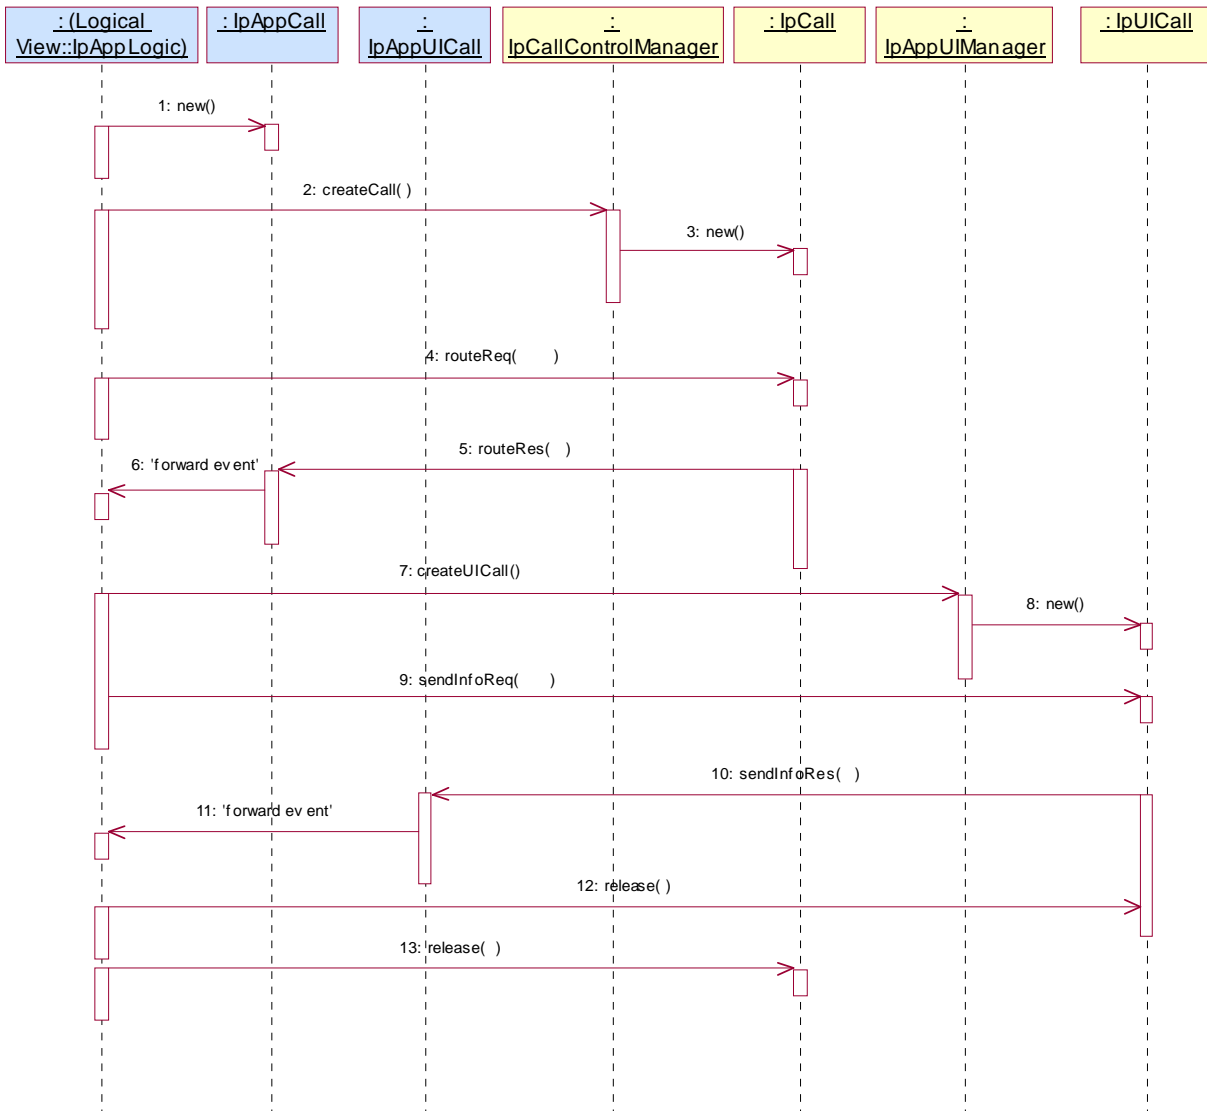 : (Logical
View::IpAppLogic)
: IpAppCall
:
IpAppUICall
:
IpCallControlManager
: IpCall
:
IpAppUIManager
: IpUICall
1: new()
2: createCall( )
3: new()
4: routeReq( )
5: routeRes( )
6: 'forward event'
7: createUICall()
8: new()
9: sendInfoReq( )
10: sendInfoRes( )
11: 'forward event'
12: release( )
13: release( )